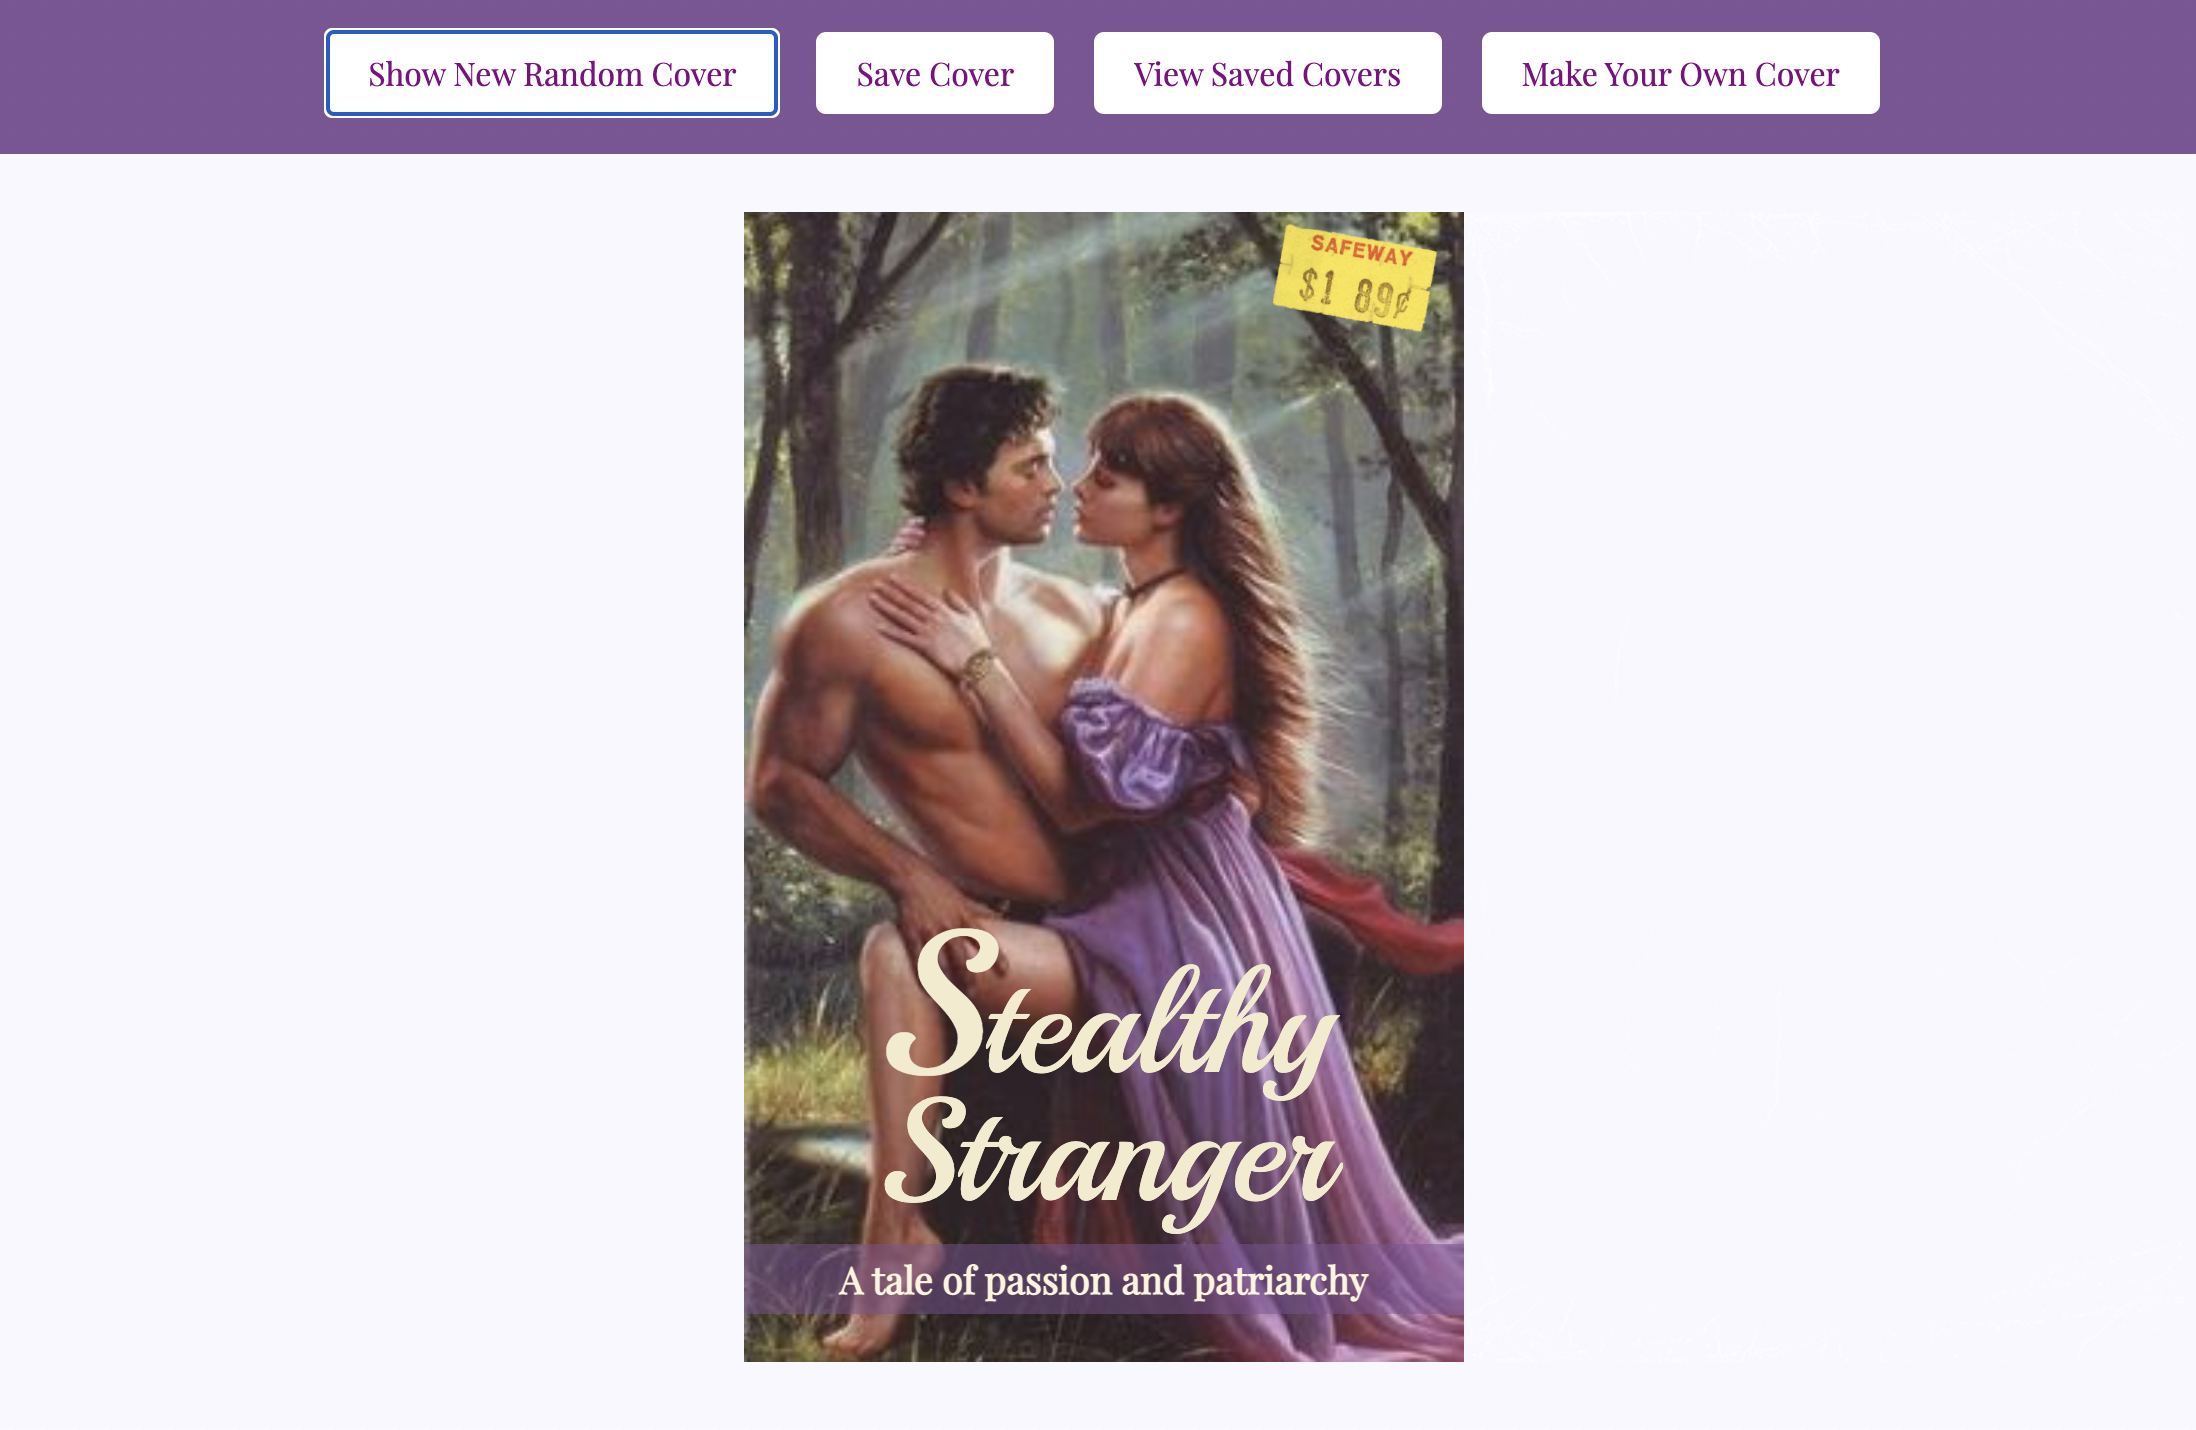 Show New Random Cover
Save Cover
View Saved Covers
Make Your Own Cover
SAFEWAY
$1 89¢
Stealthy
Stranger
A tale of passion and patriarchy